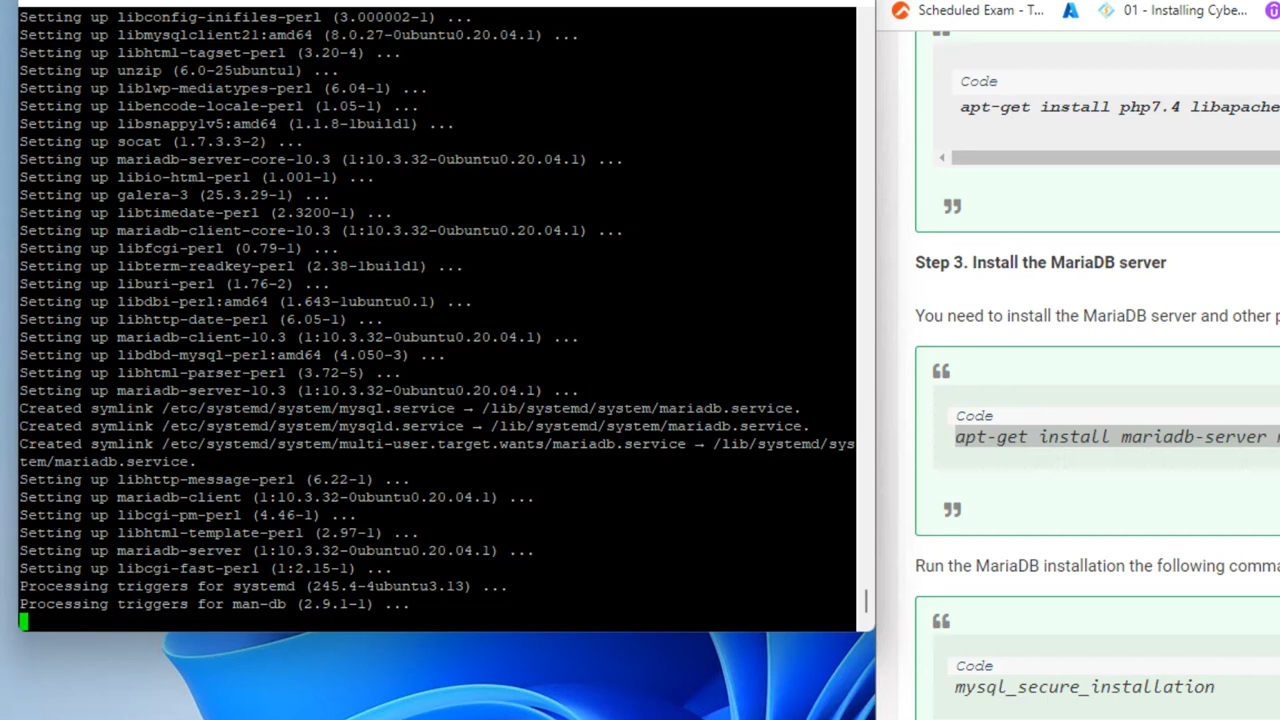 Setting up libconfig-inifiles-perl (3.000002-1) ...
Setting up libmysqlclient21:amd64 (8.0.27-0ubuntu0.20.04.1) ...
Setting up libhtml-tagset-perl (3.20-4) ...
Setting up unzip (6.0-25ubuntu1) ...
Setting up liblwp-mediatypes-perl (6.04-1) ...
Setting up libencode-locale-perl (1.05-1) ...
Setting up libsnappy1v5:amd64 (1.1.8-1build1) ...
Setting up socat (1.7.3.3-2) ...
Setting up mariadb-server-core-10.3 (1:10.3.32-0ubuntu0.20.04.1) ...
Setting up libio-html-perl (1.001-1) ...
Setting up galera-3 (25.3.29-1) ...
Setting up libtimedate-perl (2.3200-1) ...
Setting up mariadb-client-core-10.3 (1:10.3.32-0ubuntu0.20.04.1) ...
Setting up libfcgi-perl (0.79-1) ...
Setting up libterm-readkey-perl (2.38-1build1) ...
Setting up liburi-perl (1.76-2) ...
Setting up libdbi-perl:amd64 (1.643-1ubuntu0.1) ...
Setting up libhttp-date-perl (6.05-1) ...
Setting up mariadb-client-10.3 (1:10.3.32-0ubuntu0.20.04.1) ...
Setting up libdbd-mysql-perl:amd64 (4.050-3) ...
Setting up libhtml-parser-perl (3.72-5) ...
Setting up mariadb-server-10.3 (1:10.3.32-0ubuntu0.20.04.1) ...
Created symlink /etc/systemd/system/mysql.service → /lib/systemd/system/mariadb.service.
Created symlink /etc/systemd/system/mysqld.service → /lib/systemd/system/mariadb.service.
Created symlink /etc/systemd/system/multi-user.target.wants/mariadb.service → /lib/systemd/sys
tem/mariadb.service.
Setting up libhttp-message-perl (6.22-1) ...
Setting up mariadb-client (1:10.3.32-0ubuntu0.20.04.1) ...
Setting up libcgi-pm-perl (4.46-1) ...
Setting up libhtml-template-perl (2.97-1) ...
Setting up mariadb-server (1:10.3.32-0ubuntu0.20.04.1) ...
Setting up libcgi-fast-perl (1:2.15-1) ...
Processing triggers for systemd (245.4-4ubuntu3.13) ...
Processing triggers for man-db (2.9.1-1) ...
Scheduled Exam - T... 01 - Installing Cybe...
Code
apt-get install php7.4 libapache
Step 3. Install the MariaDB server
You need to install the MariaDB server and other p
Code
apt-get install mariadb-server
Run the MariaDB installation the following comma
Code
mysql_secure_installation